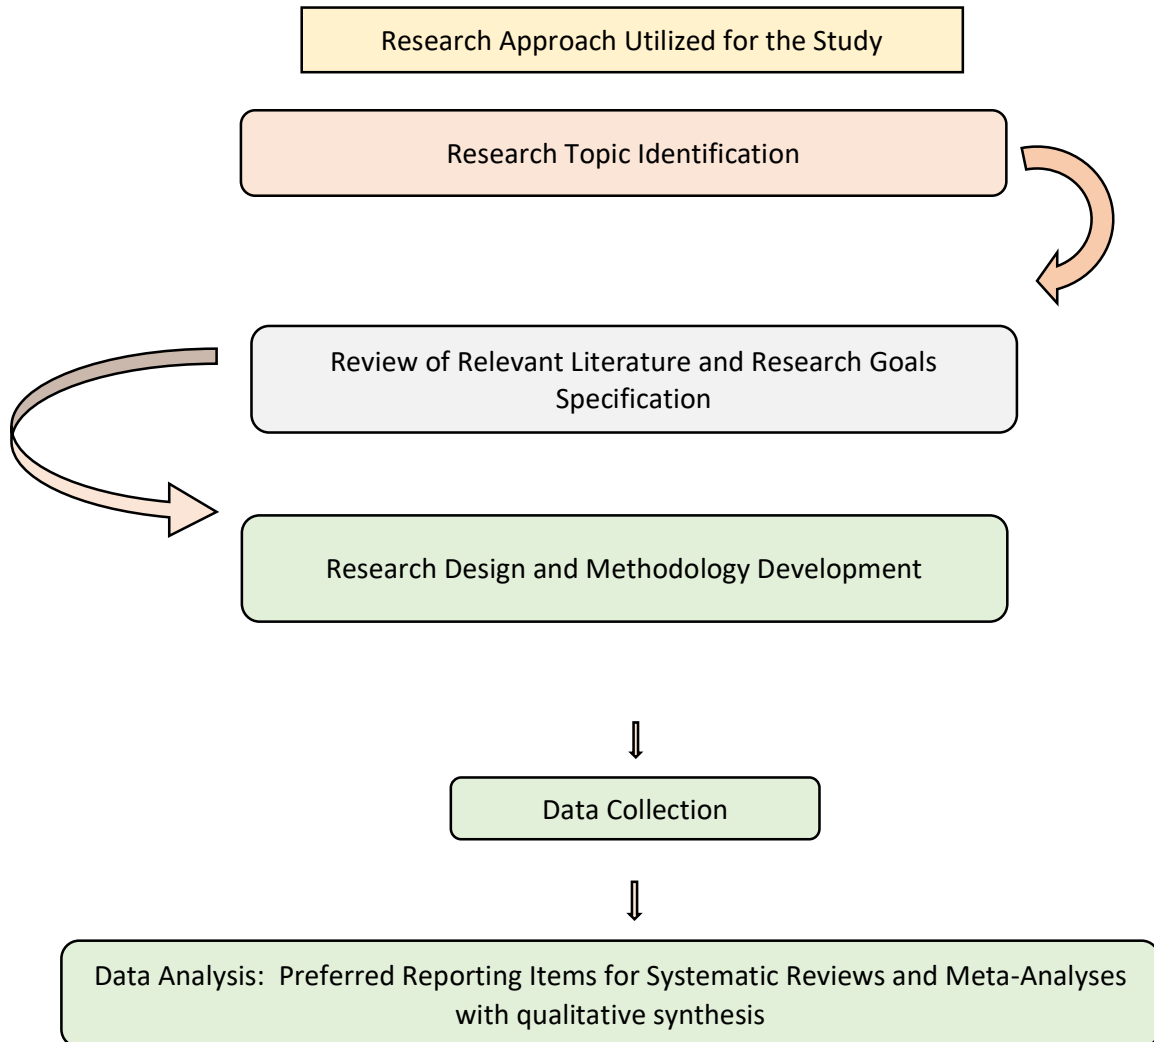 Research Approach Utilized for the Study
Research Topic Identification
Review of Relevant Literature and Research Goals
Specification
Research Design and Methodology Development
Data Collection
Data Analysis:  Preferred Reporting Items for Systematic Reviews and Meta-Analyses
with qualitative synthesis